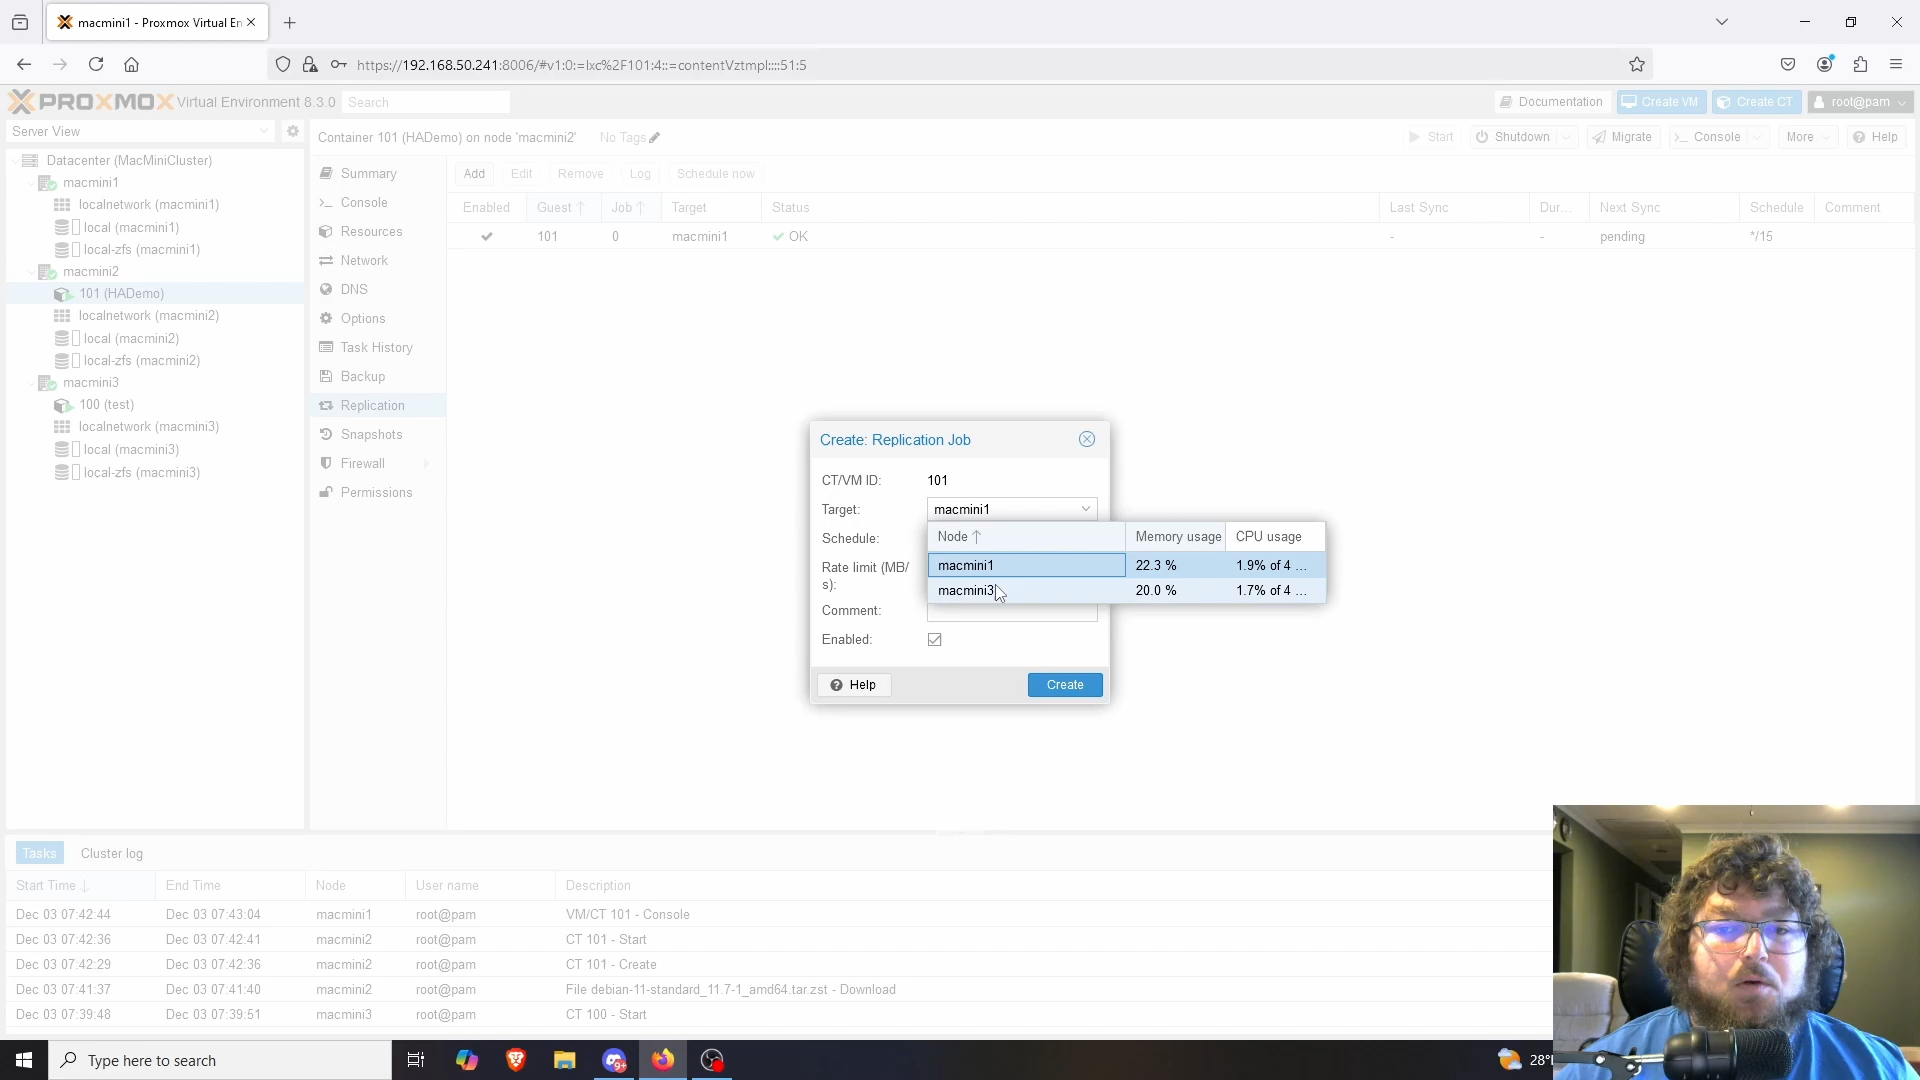 macmini1 - Proxmox Virtual En
https://192.168.50.241:8006/#v1:0:=lxc%2F101:4::=contentVztmpl::::51:5
PROXMOX Virtual Environment 8.3.0 Search
Documentation Create VM Create CT root@pam
Server View
Container 101 (HADemo) on node 'macmini2' No Tags
Start Shutdown Migrate Console More Help
Datacenter (MacMiniCluster)
macmini1
localnetwork (macmini1)
local (macmini1)
local-zfs (macmini1)
macmini2
101 (HADemo)
localnetwork (macmini2)
local (macmini2)
local-zfs (macmini2)
macmini3
100 (test)
localnetwork (macmini3)
local (macmini3)
local-zfs (macmini3)
Summary
Console
Resources
Network
DNS
Options
Task History
Backup
Replication
Snapshots
Firewall
Permissions
Add Edit Remove Log Schedule now
Enabled Guest Job Target Status Last Sync Dur... Next Sync Schedule Comment
101 0 macmini1 OK - - pending */15
Create: Replication Job
CT/VM ID: 101
Target: macmini1
Schedule:
Rate limit (MB/
s):
Comment:
Enabled:
Node Memory usage CPU usage
macmini1 22.3 % 1.9% of 4 ...
macmini3 20.0 % 1.7% of 4 ...
Help Create
Tasks Cluster log
Start Time End Time Node User name Description
Dec 03 07:42:44 Dec 03 07:43:04 macmini1 root@pam VM/CT 101 - Console
Dec 03 07:42:36 Dec 03 07:42:41 macmini2 root@pam CT 101 - Start
Dec 03 07:42:29 Dec 03 07:42:36 macmini2 root@pam CT 101 - Create
Dec 03 07:41:37 Dec 03 07:41:40 macmini2 root@pam File debian-11-standard_11.7-1_amd64.tar.zst - Download
Dec 03 07:39:48 Dec 03 07:39:51 macmini3 root@pam CT 100 - Start
Type here to search
9+
28°